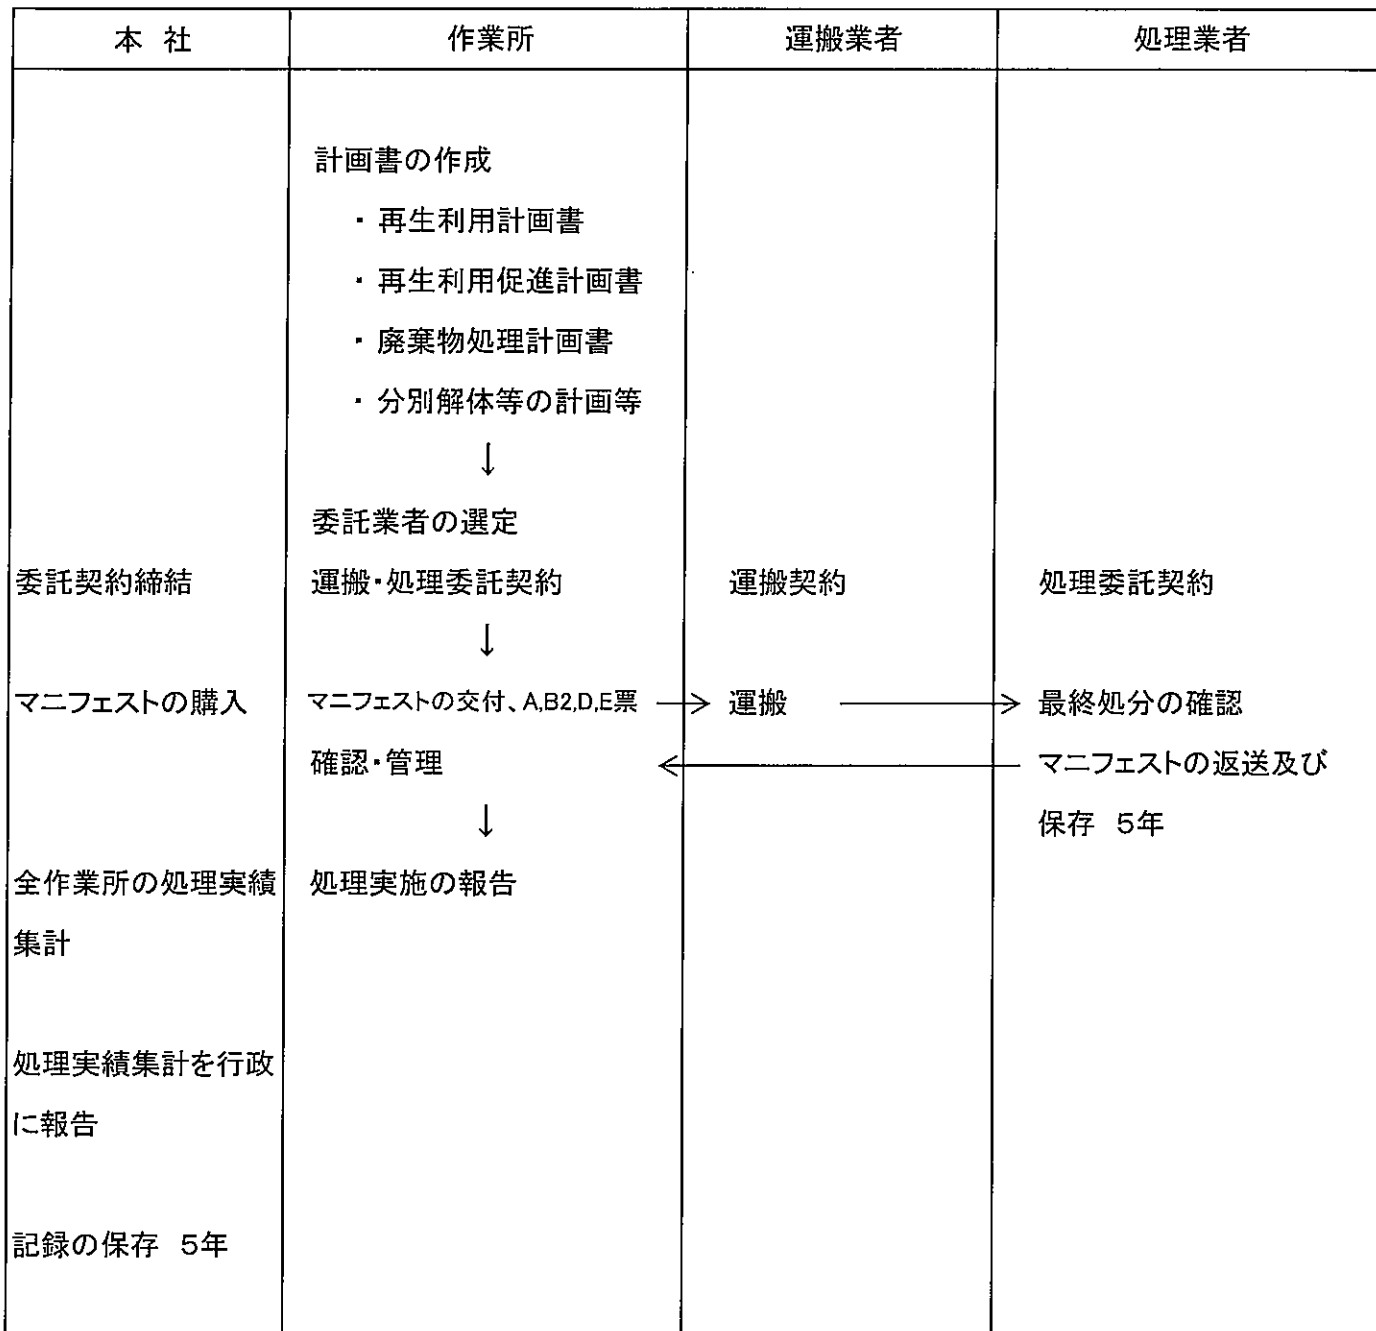 本 社 作業所 運搬業者 処理業者
計画書の作成
・再生利用計画書
・再生利用促進計画書
・廃棄物処理計画書
・分別解体等の計画等
↓
委託業者の選定
委託契約締結 運搬・処理委託契約 運搬契約 処理委託契約
↓
マニフェストの購入 マニフェストの交付、A,B2,D,E票 → 運搬 → 最終処分の確認
確認・管理 ← マニフェストの返送及び
↓ 保存 5年
全作業所の処理実績 処理実施の報告
集計
処理実績集計を行政
に報告
記録の保存 5年